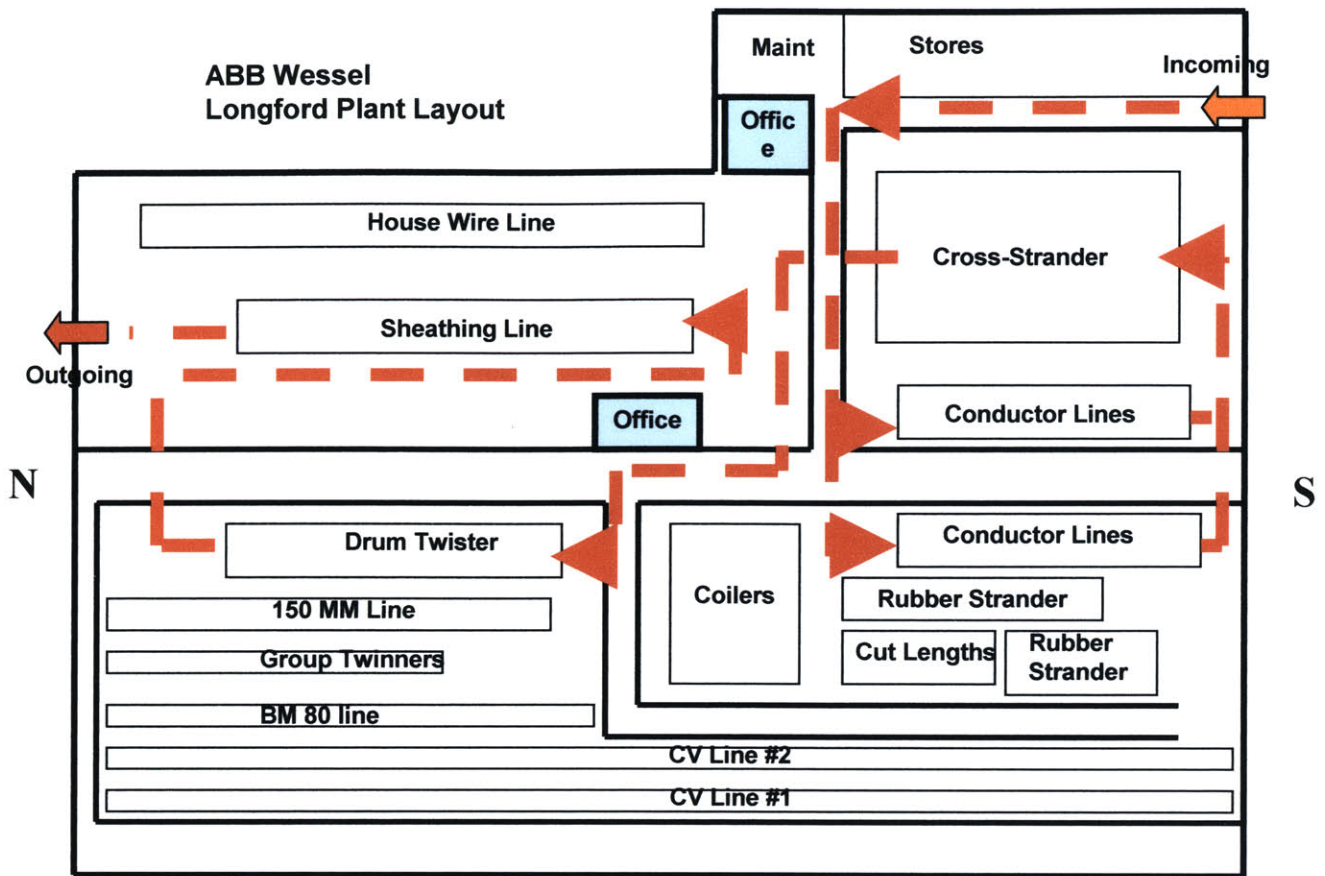 Maint
Stores
ABB Wessel
Longford Plant Layout
Incoming
Offic
e
House Wire Line
Cross-Strander
Sheathing Line
Outgoing
Office
Conductor Lines
N
S
Drum Twister
Conductor Lines
Coilers
150 MM Line
Rubber Strander
Group Twinners
Cut Lengths
Rubber
Strander
BM 80 line
CV Line #2
CV Line #1